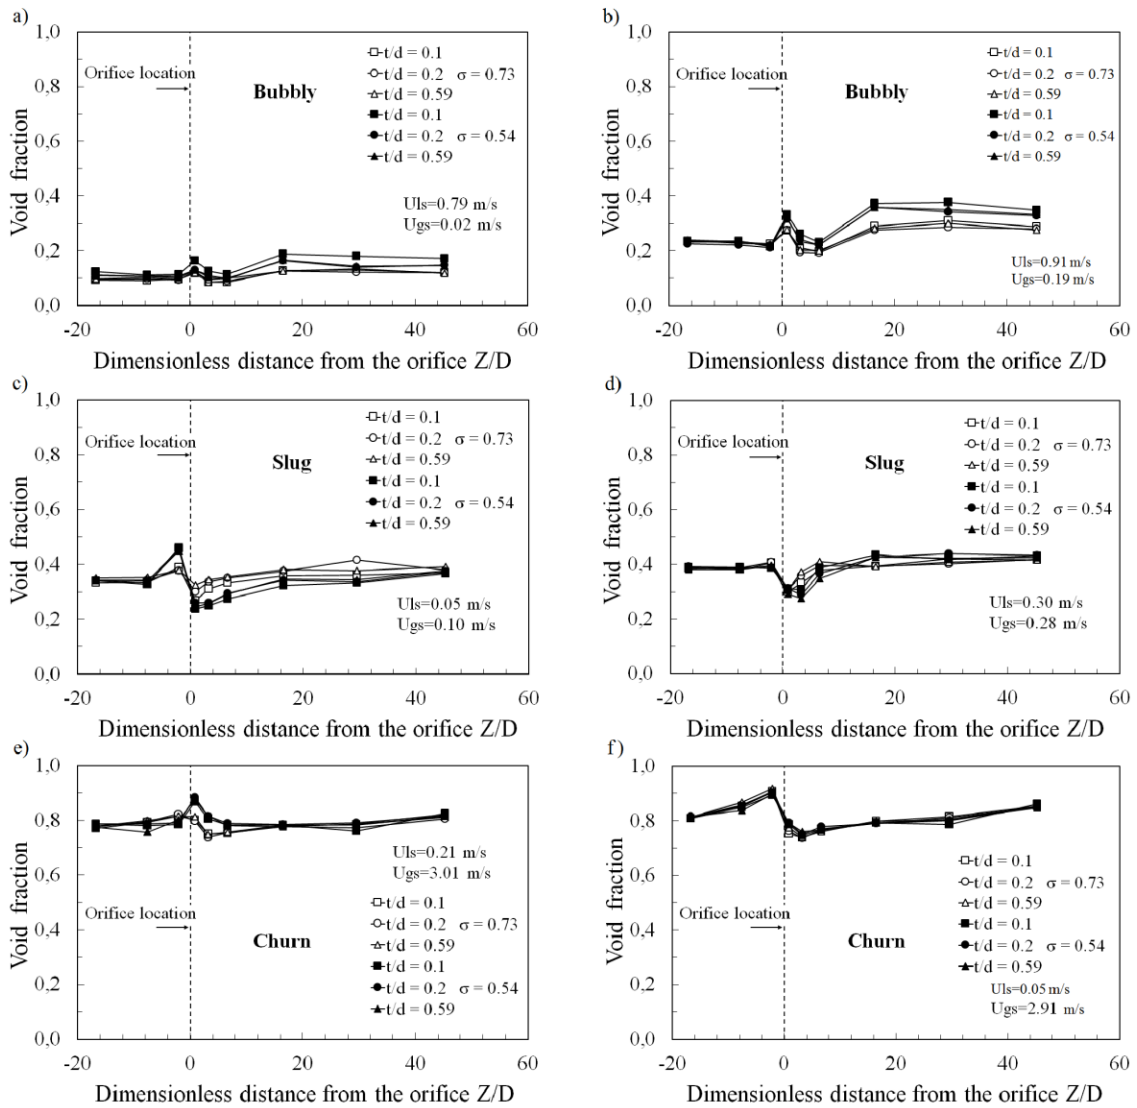 a)
1,0
0,8
0,6
0,4
0,2
0,0
Void fraction
Orifice location
Bubbly
t/d = 0.1
t/d = 0.2 σ = 0.73
t/d = 0.59
t/d = 0.1
t/d = 0.2 σ = 0.54
t/d = 0.59
Uls=0.79 m/s
Ugs=0.02 m/s
-20 0 20 40 60
Dimensionless distance from the orifice Z/D
b)
1,0
0,8
0,6
0,4
0,2
0,0
Void fraction
Orifice location
Bubbly
t/d = 0.1
t/d = 0.2 σ = 0.73
t/d = 0.59
t/d = 0.1
t/d = 0.2 σ = 0.54
t/d = 0.59
Uls=0.91 m/s
Ugs=0.19 m/s
-20 0 20 40 60
Dimensionless distance from the orifice Z/D
c)
1,0
0,8
0,6
0,4
0,2
0,0
Void fraction
Orifice location
Slug
t/d = 0.1
t/d = 0.2 σ = 0.73
t/d = 0.59
t/d = 0.1
t/d = 0.2 σ = 0.54
t/d = 0.59
Uls=0.05 m/s
Ugs=0.10 m/s
-20 0 20 40 60
Dimensionless distance from the orifice Z/D
d)
1,0
0,8
0,6
0,4
0,2
0,0
Void fraction
Orifice location
Slug
t/d = 0.1
t/d = 0.2 σ = 0.73
t/d = 0.59
t/d = 0.1
t/d = 0.2 σ = 0.54
t/d = 0.59
Uls=0.30 m/s
Ugs=0.28 m/s
-20 0 20 40 60
Dimensionless distance from the orifice Z/D
e)
1,0
0,8
0,6
0,4
0,2
0,0
Void fraction
Uls=0.21 m/s
Ugs=3.01 m/s
Orifice location
Churn
t/d = 0.1
t/d = 0.2 σ = 0.73
t/d = 0.59
t/d = 0.1
t/d = 0.2 σ = 0.54
t/d = 0.59
-20 0 20 40 60
Dimensionless distance from the orifice Z/D
f)
1,0
0,8
0,6
0,4
0,2
0,0
Void fraction
Orifice location
Churn
t/d = 0.1
t/d = 0.2 σ = 0.73
t/d = 0.59
t/d = 0.1
t/d = 0.2 σ = 0.54
t/d = 0.59
Uls=0.05 m/s
Ugs=2.91 m/s
-20 0 20 40 60
Dimensionless distance from the orifice Z/D